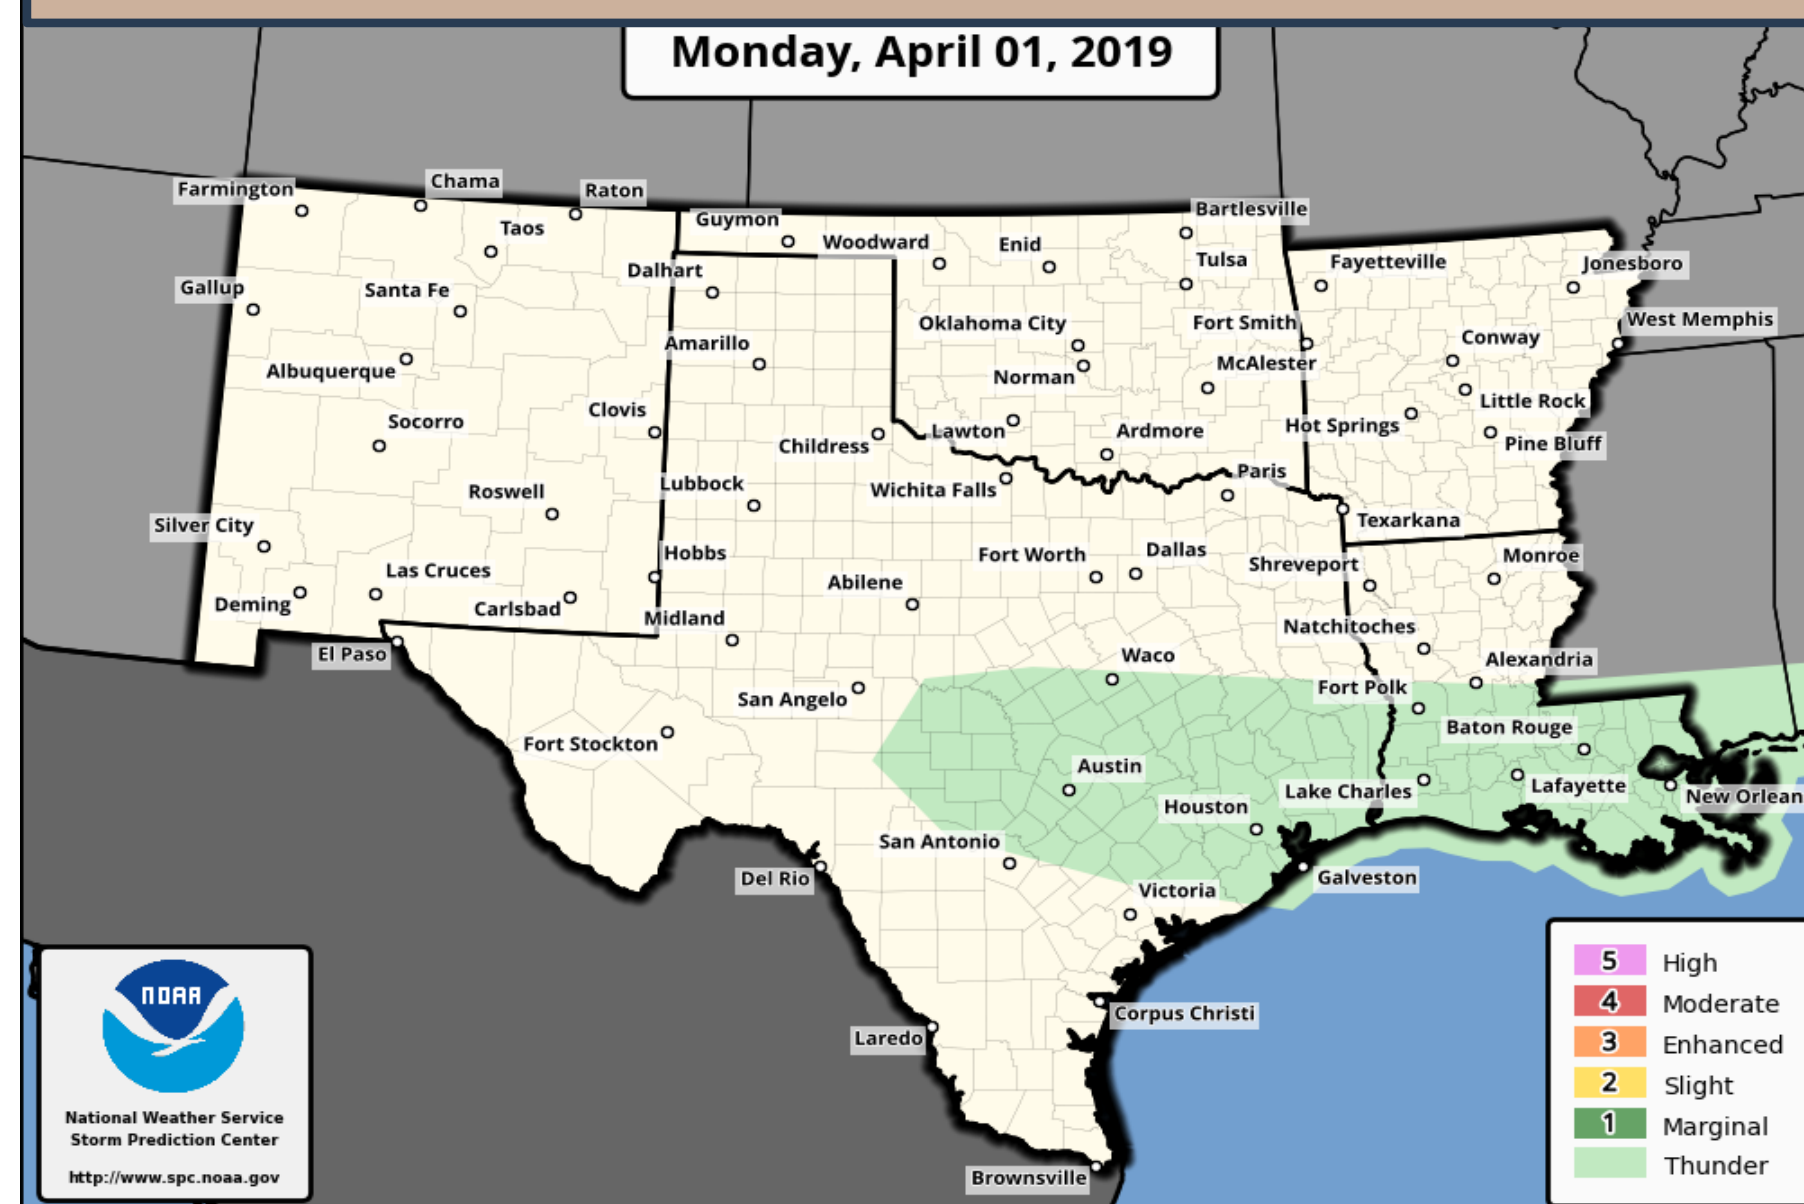 Monday, April 01, 2019
Farmington
Chama
Raton
Taos
Guymon
Woodward
Enid
Bartlesville
Gallup
Santa Fe
Dalhart
Tulsa
Fayetteville
Jonesboro
Oklahoma City
Fort Smith
West Memphis
Albuquerque
Amarillo
Norman
McAlester
Conway
Little Rock
Socorro
Clovis
Childress
Lawton
Ardmore
Hot Springs
Pine Bluff
Roswell
Lubbock
Wichita Falls
Paris
Silver City
Texarkana
Las Cruces
Hobbs
Fort Worth
Dallas
Shreveport
Monroe
Deming
Carlsbad
Abilene
Midland
Natchitoches
El Paso
Waco
Alexandria
San Angelo
Fort Polk
Fort Stockton
Baton Rouge
Austin
Lake Charles
Lafayette
New Orlean
Houston
San Antonio
Del Rio
Victoria
Galveston
Corpus Christi
Laredo
Brownsville
NOAA
National Weather Service
Storm Prediction Center
http://www.spc.noaa.gov
5 High
4 Moderate
3 Enhanced
2 Slight
1 Marginal
Thunder